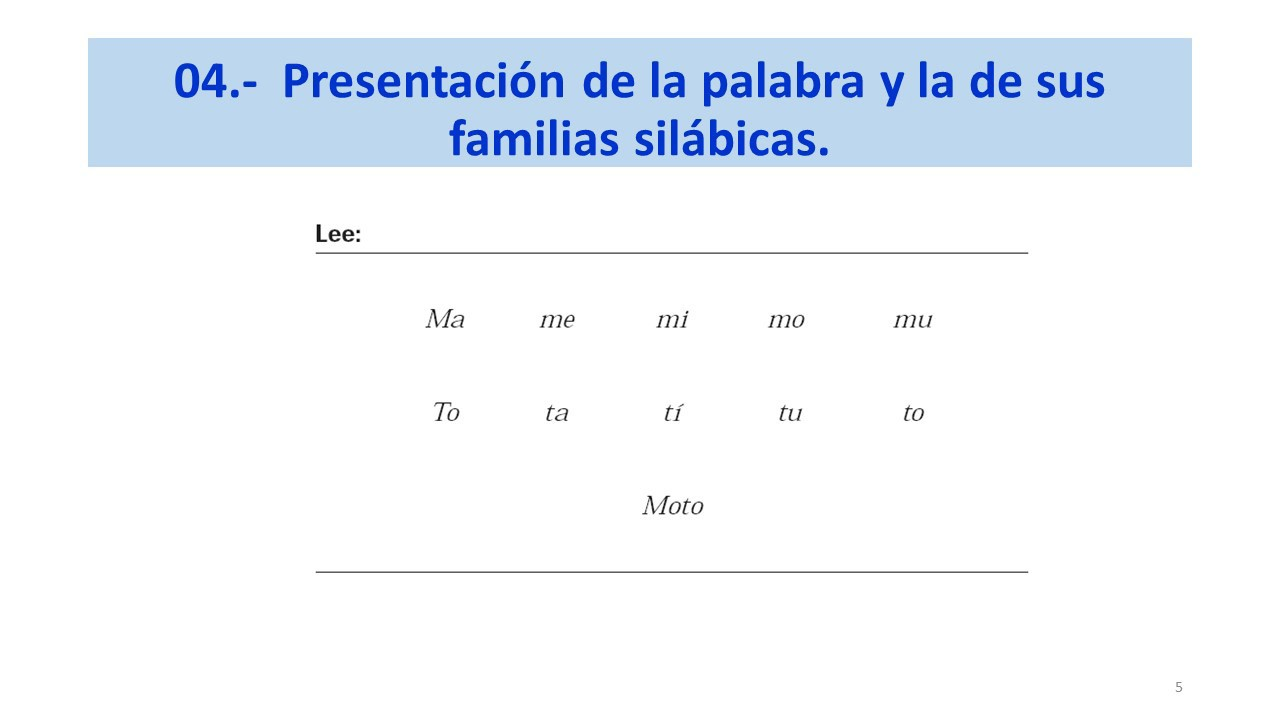 04.- Presentación de la palabra y la de sus
familias silábicas.
Lee:
Ma me mi mo mu
To ta tí tu to
Moto
5